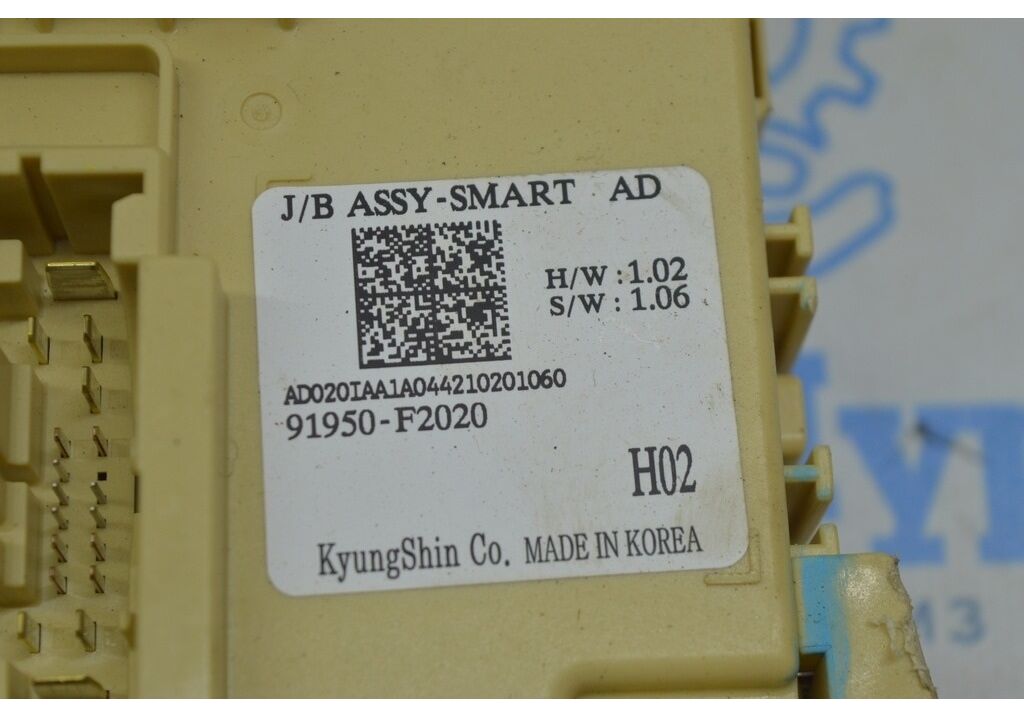 J/B ASSY-SMART AD
H/W : 1.02
S/W : 1.06
AD020IAA1A044210201060
91950-F2020
H02
KyungShin Co. MADE IN KOREA